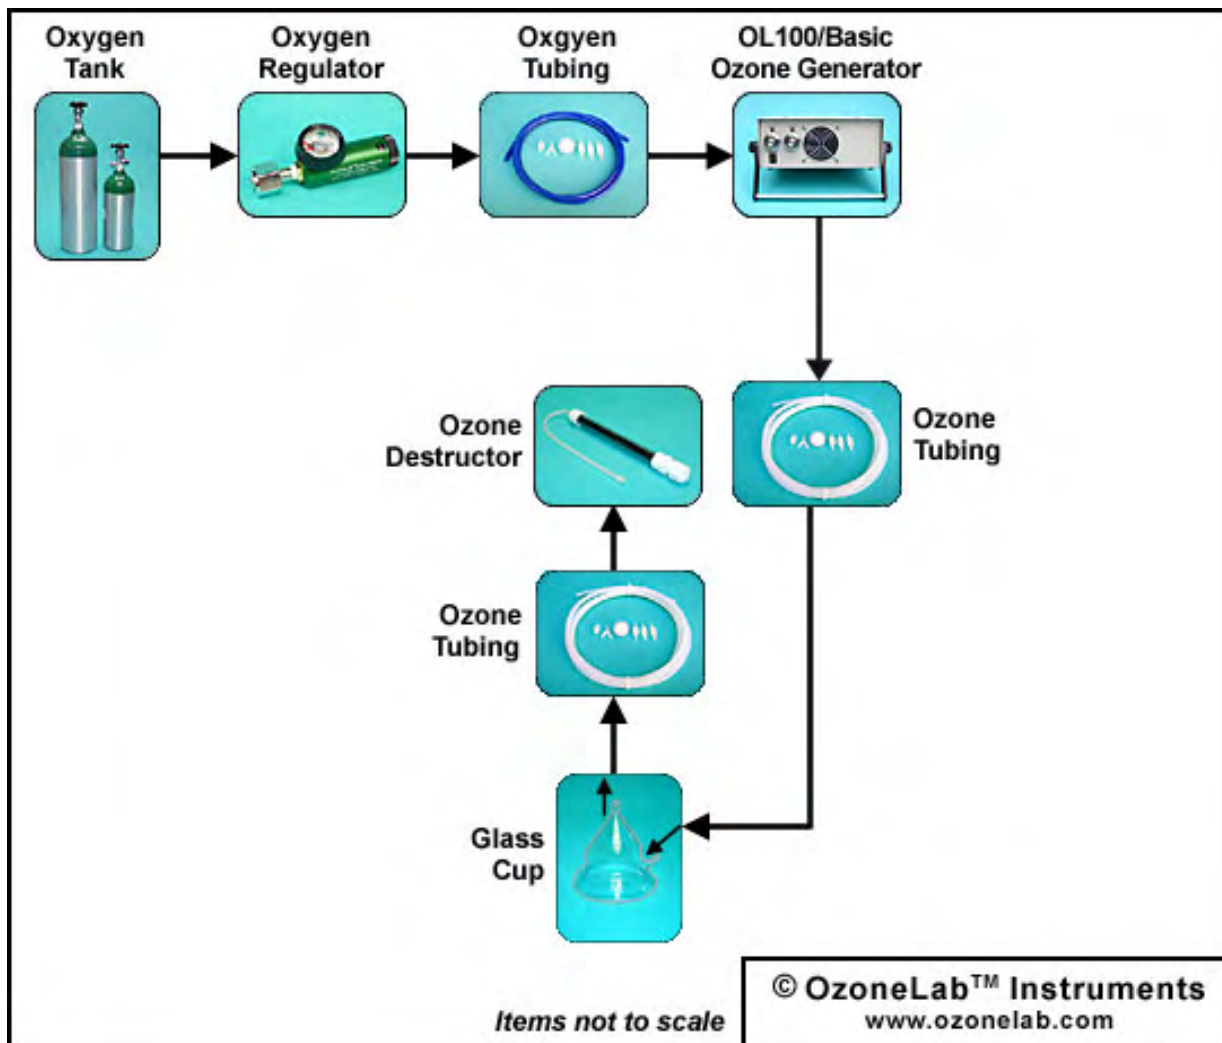 Oxygen
Tank
Oxygen
Regulator
Oxgyen
Tubing
OL100/Basic
Ozone Generator
Ozone
Destructor
Ozone
Tubing
Ozone
Tubing
Glass
Cup
Items not to scale
© OzoneLab™ Instruments
www.ozonelab.com